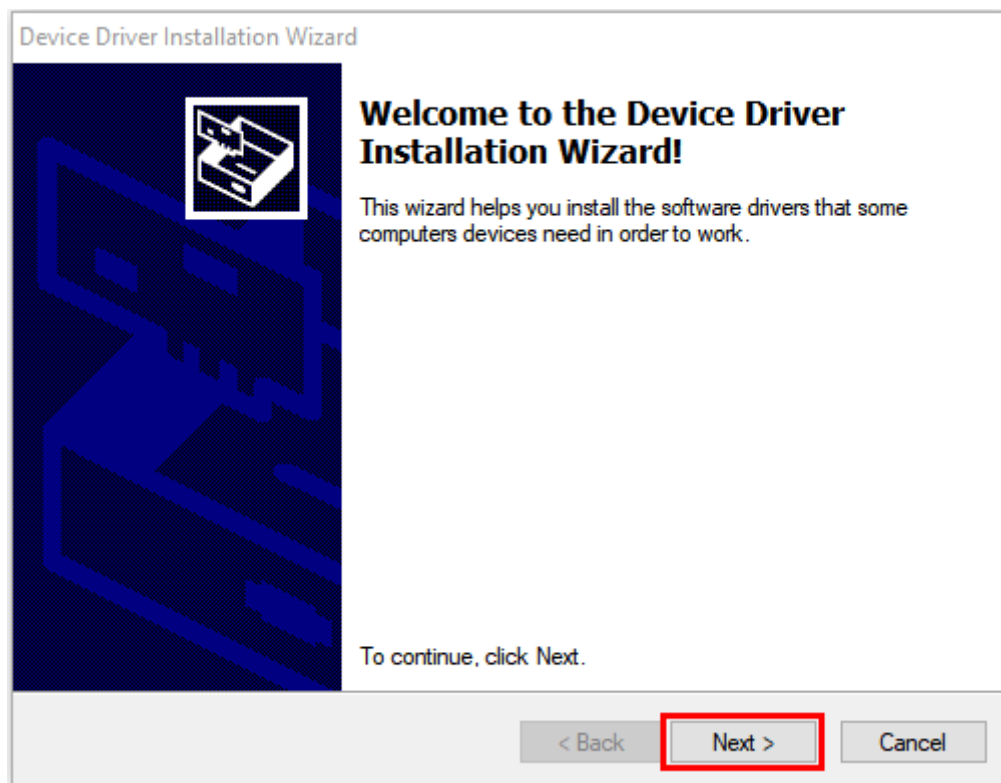 Device Driver Installation Wizard
Welcome to the Device Driver
Installation Wizard!
This wizard helps you install the software drivers that some
computers devices need in order to work.
To continue, click Next.
< Back
Next >
Cancel